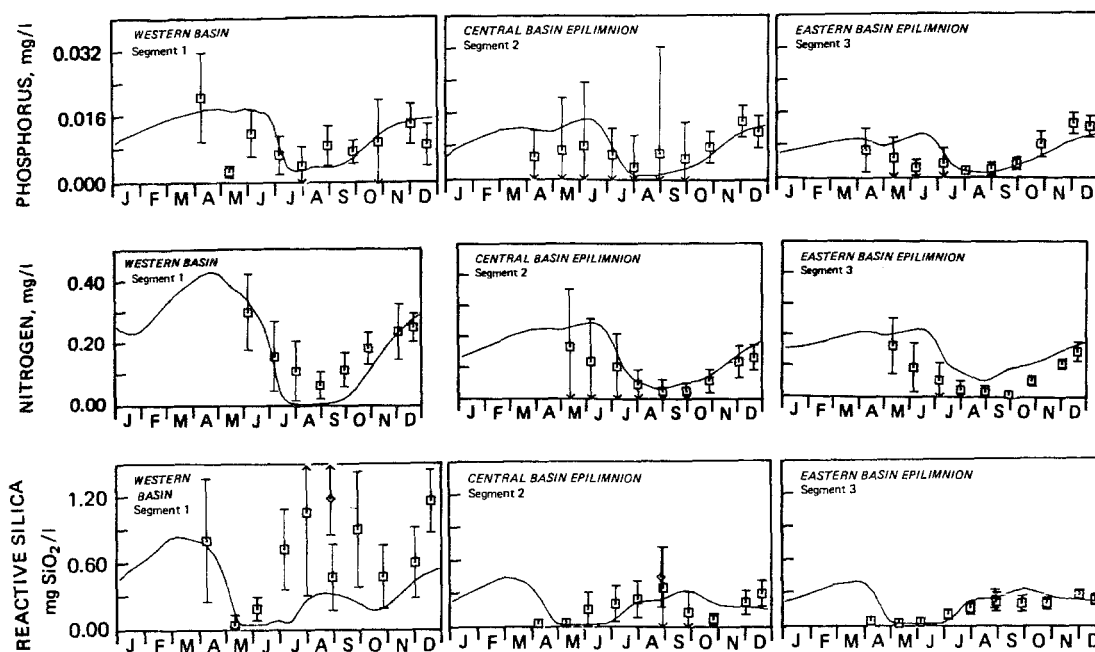 PHOSPHORUS, mg/l
0.032
0.016
0.000
WESTERN BASIN
Segment 1
J F M A M J J A S O N D
CENTRAL BASIN EPILIMNION
Segment 2
J F M A M J J A S O N D
EASTERN BASIN EPILIMNION
Segment 3
J F M A M J J A S O N D
NITROGEN, mg/l
0.40
0.20
0.00
WESTERN BASIN
Segment 1
J F M A M J J A S O N D
CENTRAL BASIN EPILIMNION
Segment 2
J F M A M J J A S O N D
EASTERN BASIN EPILIMNION
Segment 3
J F M A M J J A S O N D
REACTIVE SILICA
mg SiO₂/l
1.20
0.60
0.00
WESTERN
BASIN
Segment 1
J F M A M J J A S O N D
CENTRAL BASIN EPILIMNION
Segment 2
J F M A M J J A S O N D
EASTERN BASIN EPILIMNION
Segment 3
J F M A M J J A S O N D